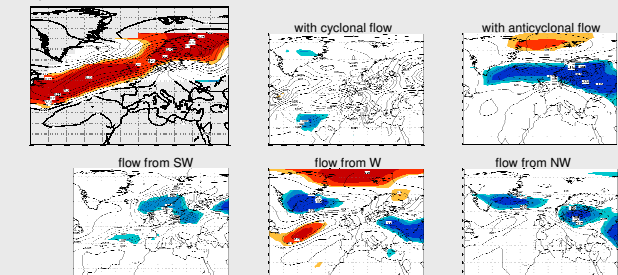 with cyclonal flow
with anticyclonal flow
flow from SW
flow from W
flow from NW